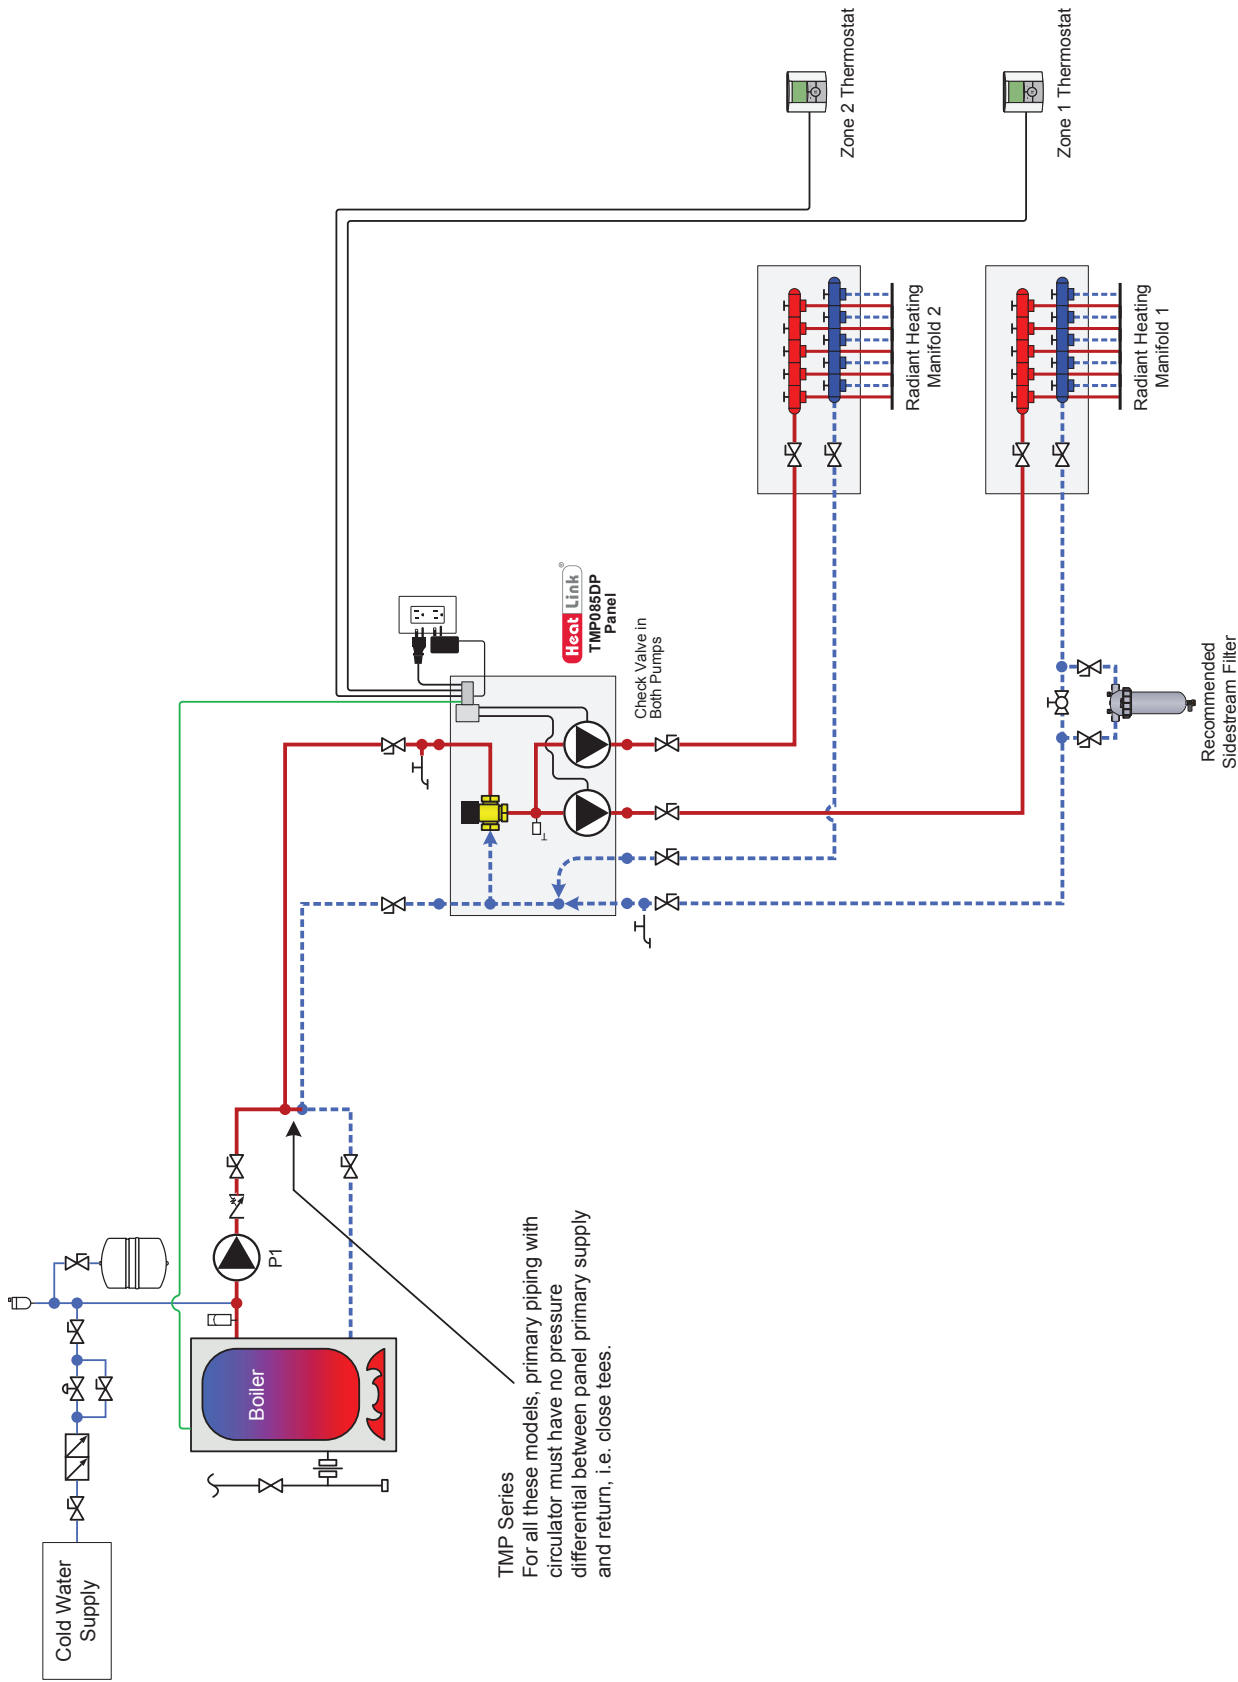 Cold Water
Supply
Boiler
P1
TMP Series
For all these models, primary piping with
circulator must have no pressure
differential between panel primary supply
and return, i.e. close tees.
Heat Link®
TMP085DP
Panel
Check Valve in
Both Pumps
Zone 2 Thermostat
Zone 1 Thermostat
Radiant Heating
Manifold 2
Radiant Heating
Manifold 1
Recommended
Sidestream Filter